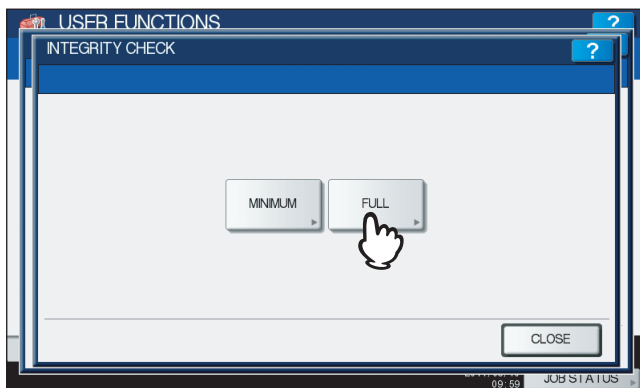 USER FUNCTIONS
?
INTEGRITY CHECK
?
MINIMUM
FULL
CLOSE
JOB STATUS
09:59